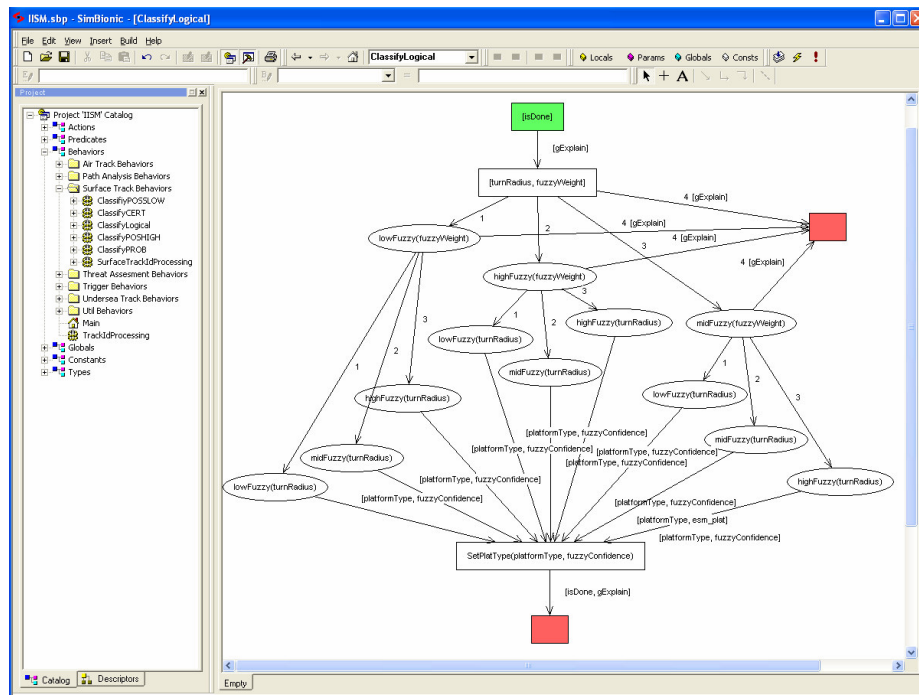 IISM.sbp - SimBionic - [ClassifyLogical]
File Edit View Insert Build Help
ClassifyLogical
Locals Params Globals Consts
=
A
Project
Project 'IISM' Catalog
Actions
Predicates
Behaviors
Air Track Behaviors
Path Analysis Behaviors
Surface Track Behaviors
ClassifiyPOSSLOW
ClassifyCERT
ClassifyLogical
ClassifyPOSHIGH
ClassifyPROB
SurfaceTrackIdProcessing
Threat Assesment Behaviors
Trigger Behaviors
Undersea Track Behaviors
Util Behaviors
Main
TrackIdProcessing
Globals
Constants
Types
Catalog Descriptors
[isDone]
[gExplain]
[turnRadius, fuzzyWeight]
4 [gExplain]
1
4 [gExplain]
2
4 [gExplain]
lowFuzzy(fuzzyWeight)
3
4 [gExplain]
highFuzzy(fuzzyWeight)
3
1
2
3
highFuzzy(turnRadius)
midFuzzy(fuzzyWeight)
lowFuzzy(turnRadius)
2
1
1
midFuzzy(turnRadius)
2
3
highFuzzy(turnRadius)
lowFuzzy(turnRadius)
[platformType, fuzzyConfidence]
midFuzzy(turnRadius)
[platformType, fuzzyConfidence]
[platformType, fuzzyConfidence]
midFuzzy(turnRadius)
[platformType, fuzzyConfidence]
[platformType, fuzzyConfidence]
highFuzzy(turnRadius)
lowFuzzy(turnRadius)
[platformType, fuzzyConfidence]
[platformType, fuzzyConfidence]
[platformType, esm_plat]
[platformType, fuzzyConfidence]
SetPlatType(platformType, fuzzyConfidence)
[isDone, gExplain]
Empty